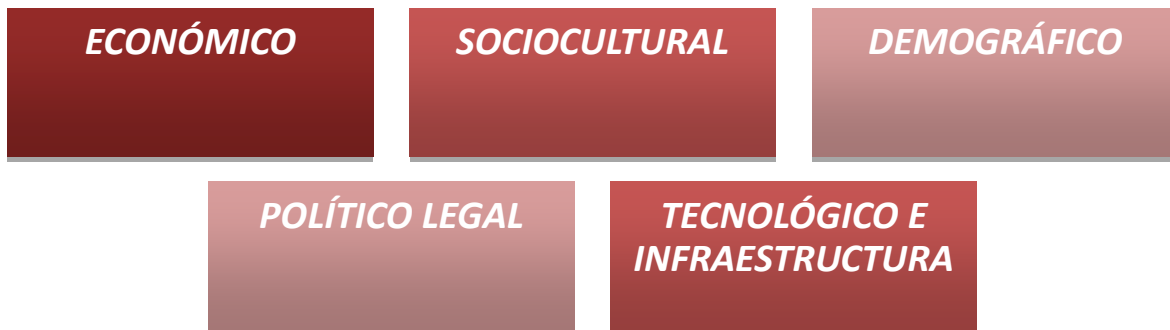 ECONÓMICO
SOCIOCULTURAL
DEMOGRÁFICO
POLÍTICO LEGAL
TECNOLÓGICO E
INFRAESTRUCTURA